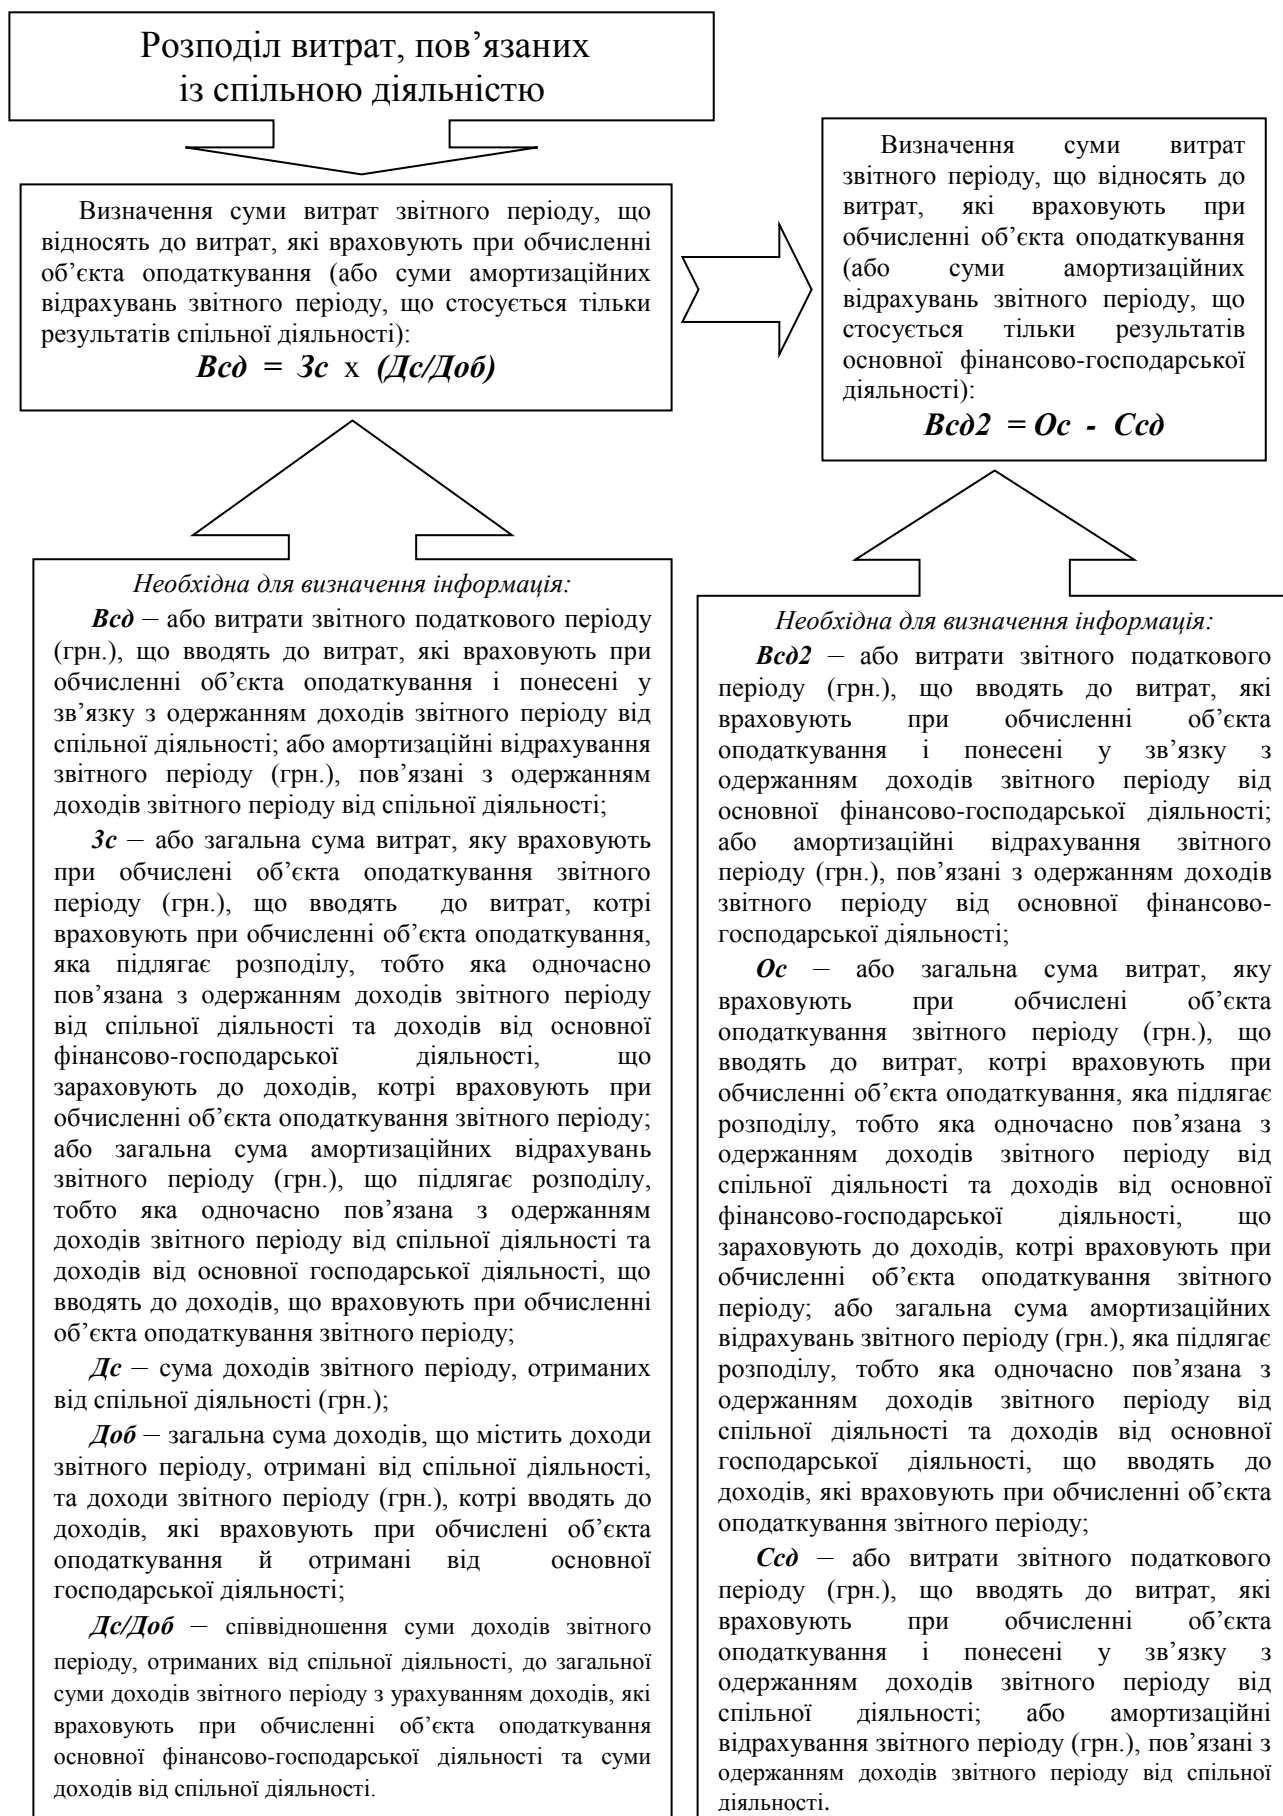 Розподіл витрат, пов’язаних
із спільною діяльністю
Визначення суми витрат звітного періоду, що
відносять до витрат, які враховують при обчисленні
об’єкта оподаткування (або суми амортизаційних
відрахувань звітного періоду, що стосується тільки
результатів спільної діяльності):
Всд = Зс х (Дс/Доб)
Визначення суми витрат
звітного періоду, що відносять до
витрат, які враховують при
обчисленні об’єкта оподаткування
(або суми амортизаційних
відрахувань звітного періоду, що
стосується тільки результатів
основної фінансово-господарської
діяльності):
Всд2 = Ос - Ссд
Необхідна для визначення інформація:
Всд – або витрати звітного податкового періоду
(грн.), що вводять до витрат, які враховують при
обчисленні об’єкта оподаткування і понесені у
зв’язку з одержанням доходів звітного періоду від
спільної діяльності; або амортизаційні відрахування
звітного періоду (грн.), пов’язані з одержанням
доходів звітного періоду від спільної діяльності;
Зс – або загальна сума витрат, яку враховують
при обчислені об’єкта оподаткування звітного
періоду (грн.), що вводять до витрат, котрі
враховують при обчисленні об’єкта оподаткування,
яка підлягає розподілу, тобто яка одночасно
пов’язана з одержанням доходів звітного періоду
від спільної діяльності та доходів від основної
фінансово-господарської діяльності, що
зараховують до доходів, котрі враховують при
обчисленні об’єкта оподаткування звітного періоду;
або загальна сума амортизаційних відрахувань
звітного періоду (грн.), що підлягає розподілу,
тобто яка одночасно пов’язана з одержанням
доходів звітного періоду від спільної діяльності та
доходів від основної господарської діяльності, що
вводять до доходів, що враховують при обчисленні
об’єкта оподаткування звітного періоду;
Дс – сума доходів звітного періоду, отриманих
від спільної діяльності (грн.);
Доб – загальна сума доходів, що містить доходи
звітного періоду, отримані від спільної діяльності,
та доходи звітного періоду (грн.), котрі вводять до
доходів, які враховують при обчислені об’єкта
оподаткування й отримані від основної
господарської діяльності;
Дс/Доб – співвідношення суми доходів звітного
періоду, отриманих від спільної діяльності, до загальної
суми доходів звітного періоду з урахуванням доходів, які
враховують при обчисленні об’єкта оподаткування
основної фінансово-господарської діяльності та суми
доходів від спільної діяльності.
Необхідна для визначення інформація:
Всд2 – або витрати звітного податкового
періоду (грн.), що вводять до витрат, які
враховують при обчисленні об’єкта
оподаткування і понесені у зв’язку з
одержанням доходів звітного періоду від
основної фінансово-господарської діяльності;
або амортизаційні відрахування звітного
періоду (грн.), пов’язані з одержанням доходів
звітного періоду від основної фінансово-
господарської діяльності;
Ос – або загальна сума витрат, яку
враховують при обчислені об’єкта
оподаткування звітного періоду (грн.), що
вводять до витрат, котрі враховують при
обчисленні об’єкта оподаткування, яка підлягає
розподілу, тобто яка одночасно пов’язана з
одержанням доходів звітного періоду від
спільної діяльності та доходів від основної
фінансово-господарської діяльності, що
зараховують до доходів, котрі враховують при
обчисленні об’єкта оподаткування звітного
періоду; або загальна сума амортизаційних
відрахувань звітного періоду (грн.), яка підлягає
розподілу, тобто яка одночасно пов’язана з
одержанням доходів звітного періоду від
спільної діяльності та доходів від основної
господарської діяльності, що вводять до
доходів, які враховують при обчисленні об’єкта
оподаткування звітного періоду;
Ссд – або витрати звітного податкового
періоду (грн.), що вводять до витрат, які
враховують при обчисленні об’єкта
оподаткування і понесені у зв’язку з
одержанням доходів звітного періоду від
спільної діяльності; або амортизаційні
відрахування звітного періоду (грн.), пов’язані з
одержанням доходів звітного періоду від спільної
діяльності.